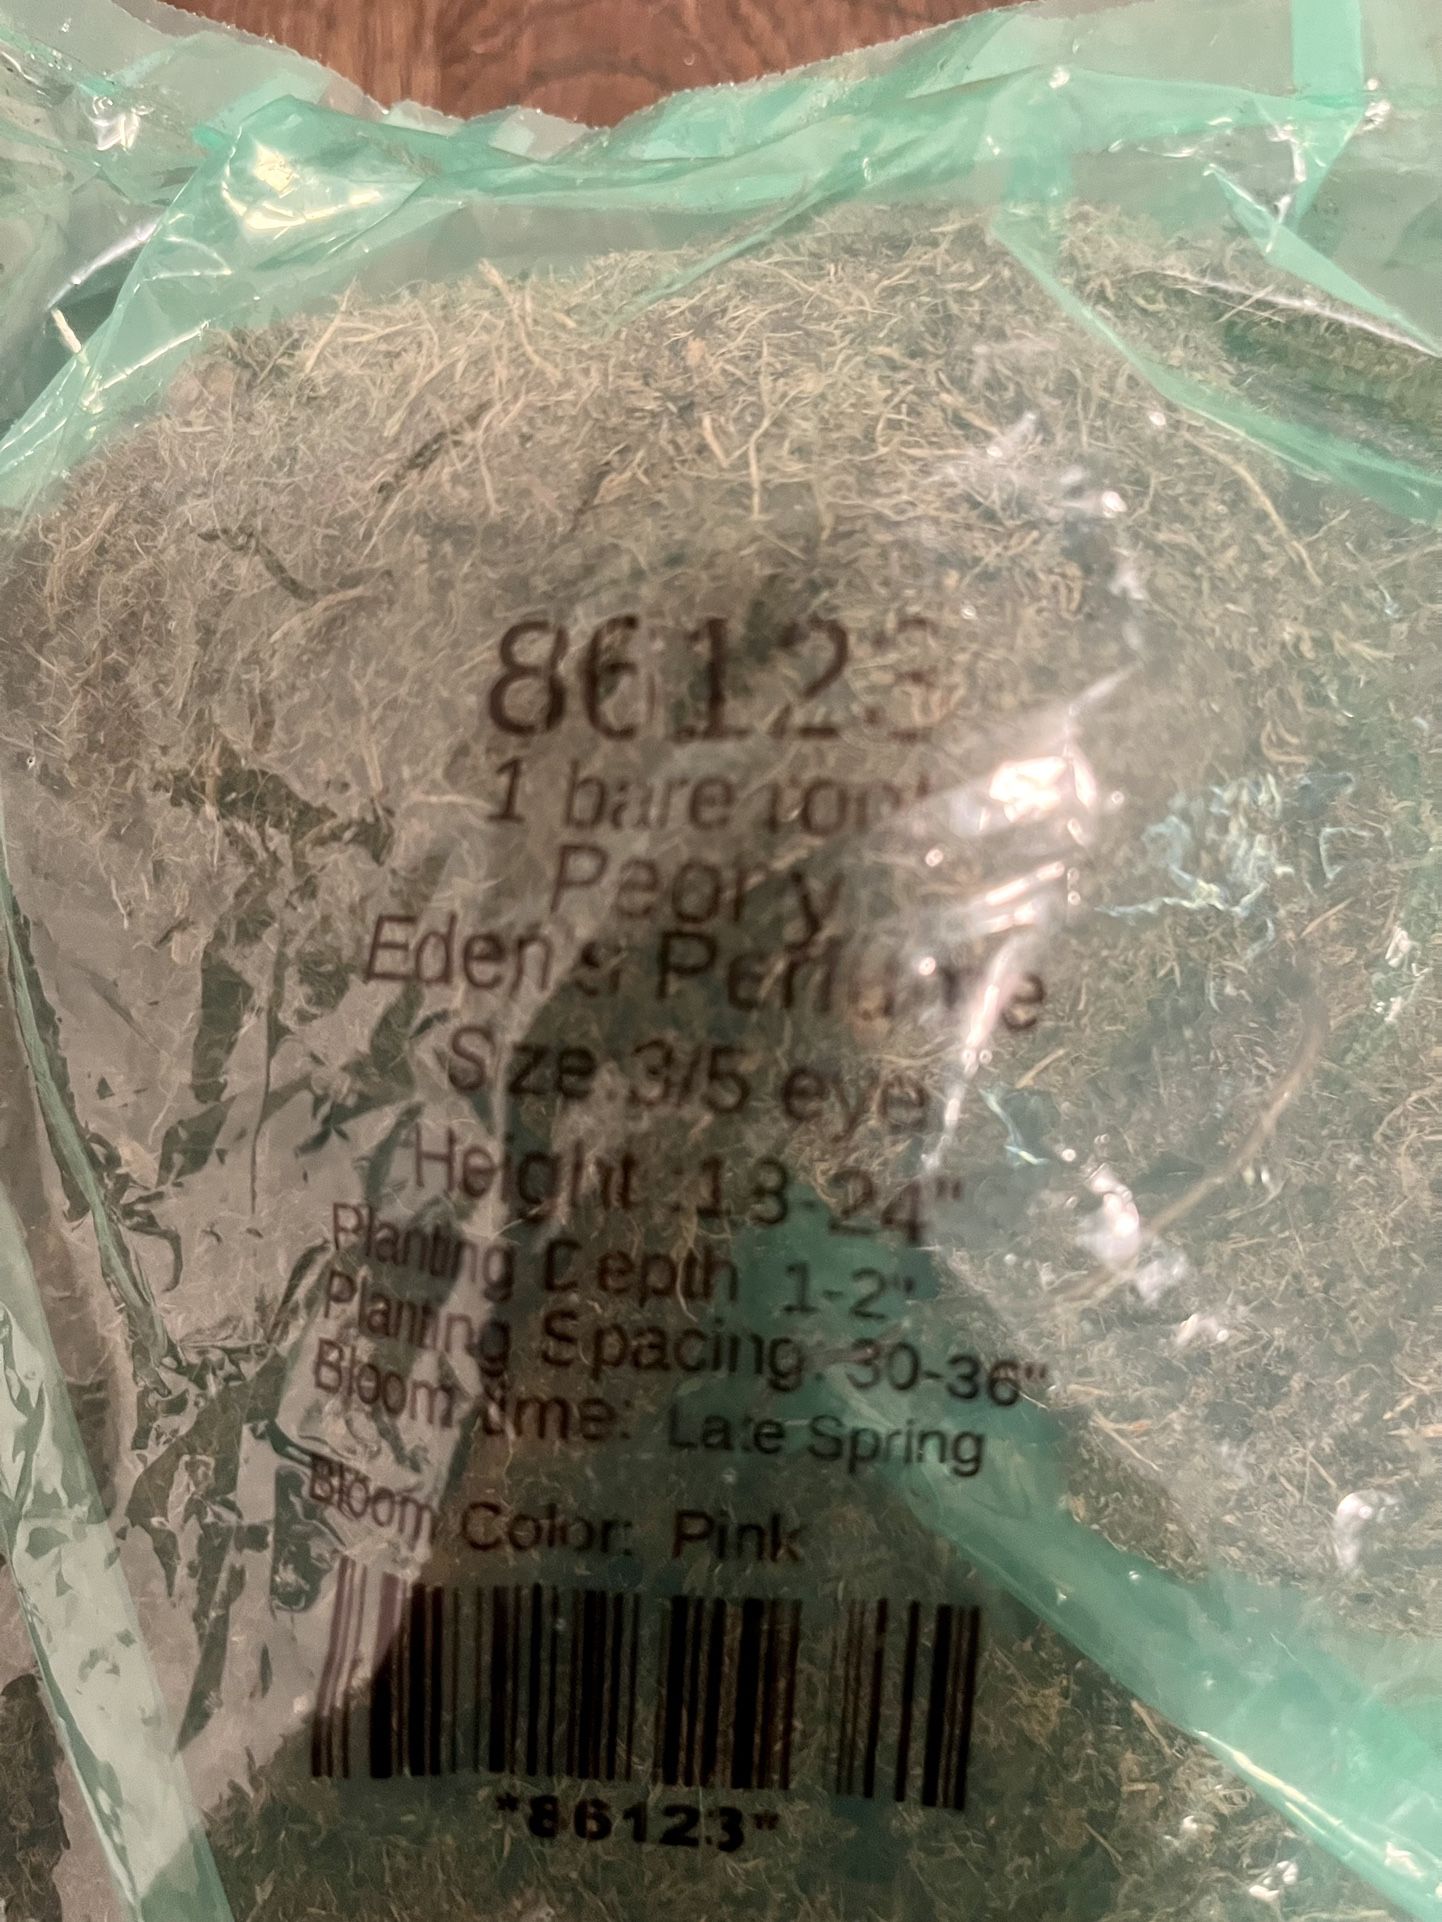 86123
1 bare root
Peony
Eden's Perfume
Size 3/5 eye
Height :18-24"
Planting Depth 1-2"
Planting Spacing: 30-36"
Bloom time: Late Spring
Bloom Color: Pink
*86123*